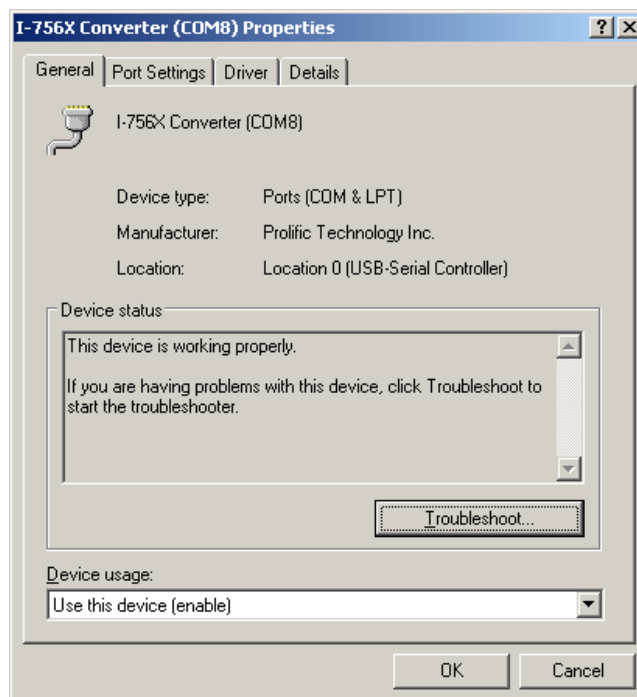 I-756X Converter (COM8) Properties
General
Port Settings
Driver
Details
I-756X Converter (COM8)
Device type: Ports (COM & LPT)
Manufacturer: Prolific Technology Inc.
Location: Location 0 (USB-Serial Controller)
Device status
This device is working properly.
If you are having problems with this device, click Troubleshoot to
start the troubleshooter.
Troubleshoot...
Device usage:
Use this device (enable)
OK
Cancel